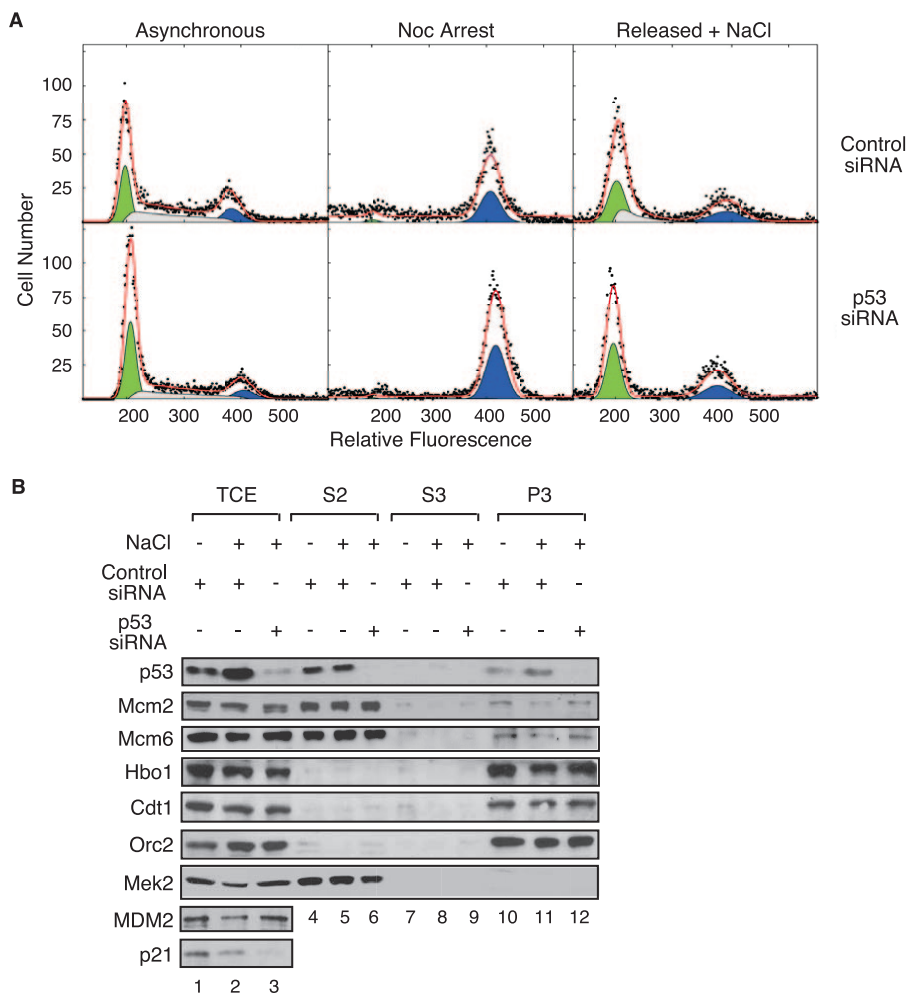 A
Asynchronous Noc Arrest Released + NaCl
100
75
50
25
Control
siRNA
100
75
50
25
p53
siRNA
Cell Number
200 300 400 500 200 300 400 500 200 300 400 500
Relative Fluorescence
B
TCE S2 S3 P3
NaCl - + + - + + - + + - + +
Control
siRNA + + - + + - + + - + + -
p53
siRNA - - + - - + - - + - - +
p53
Mcm2
Mcm6
Hbo1
Cdt1
Orc2
Mek2
MDM2 4 5 6 7 8 9 10 11 12
p21
1 2 3